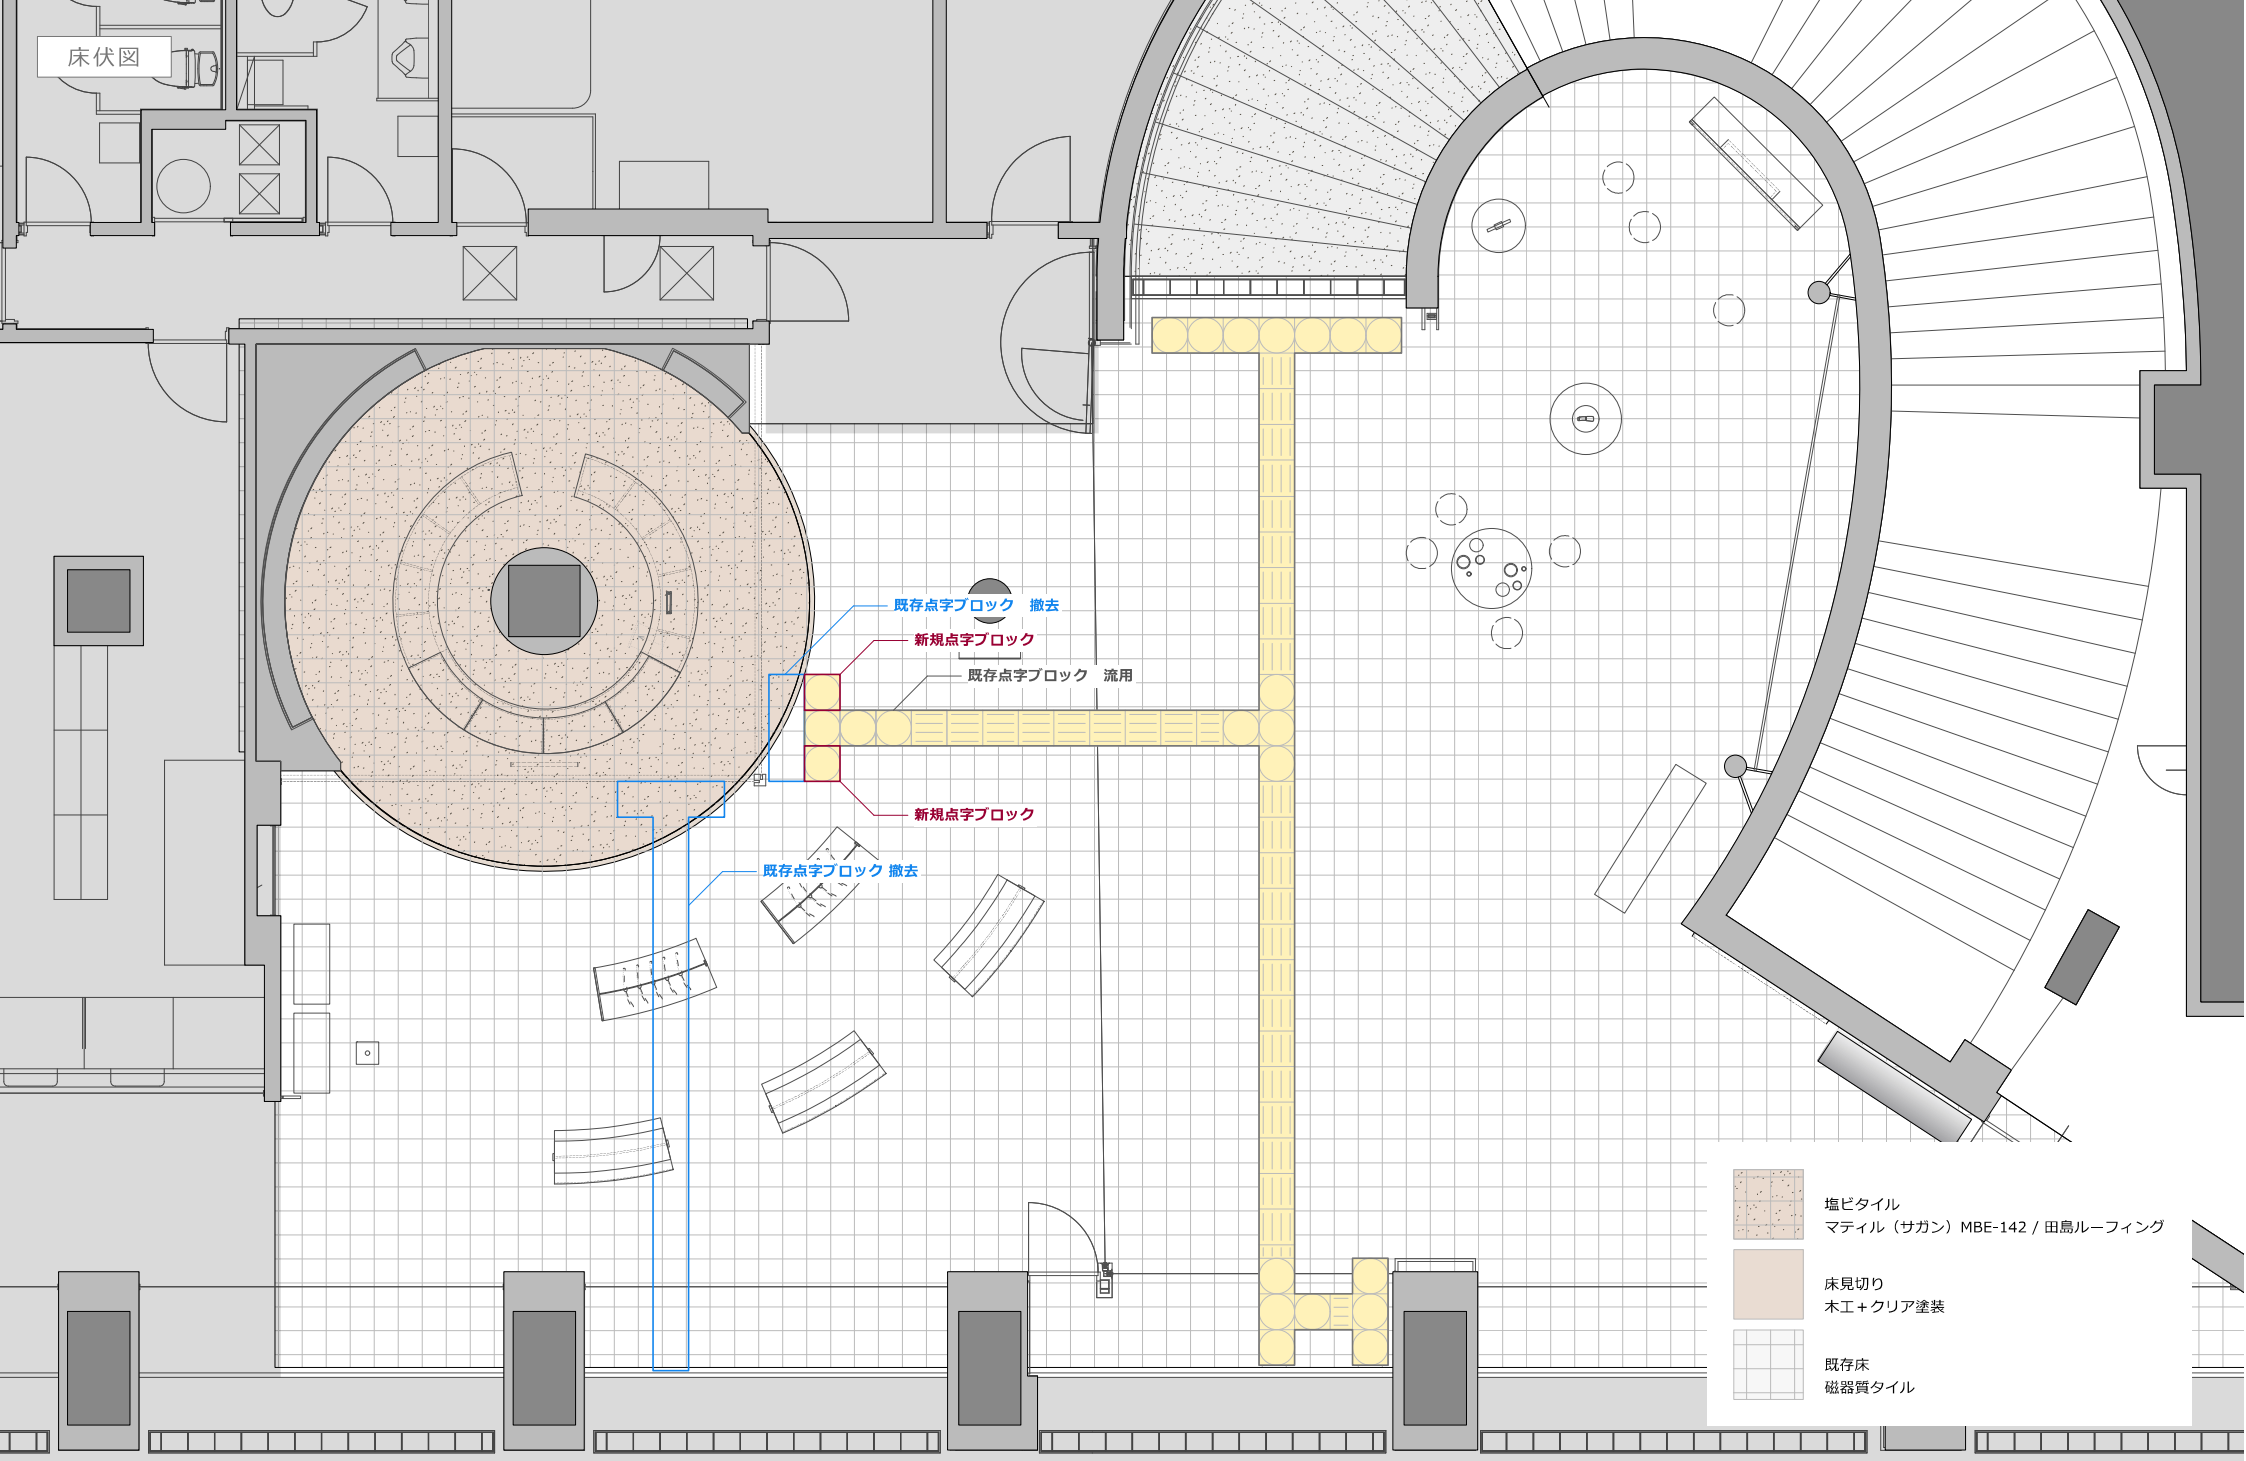 床伏図
既存点字ブロック　撤去
新規点字ブロック
既存点字ブロック　流用
新規点字ブロック
既存点字ブロック 撤去
塩ビタイル
マティル（サガン）MBE-142 / 田島ルーフィング
床見切り
木工＋クリア塗装
既存床
磁器質タイル